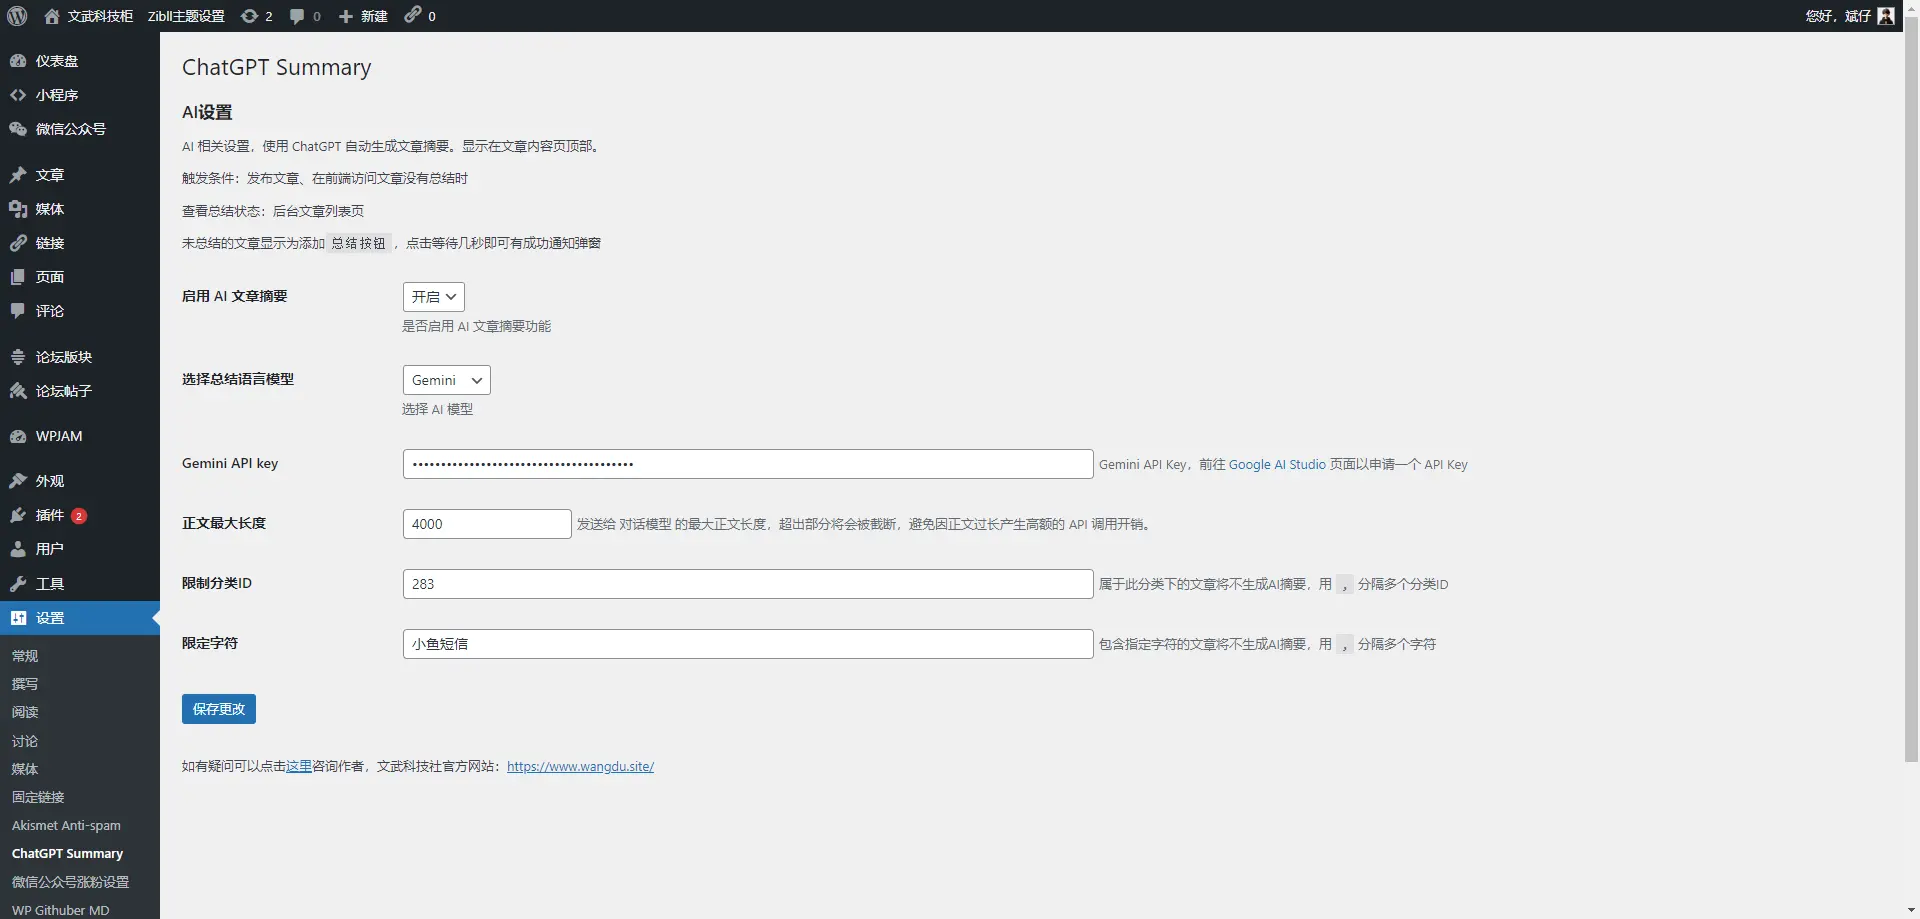 文武科技柜 Zibll主题设置 2 0 新建 0 您好，斌仔
仪表盘
小程序
微信公众号
文章
媒体
链接
页面
评论
论坛版块
论坛帖子
WPJAM
外观
插件 2
用户
工具
设置
常规
撰写
阅读
讨论
媒体
固定链接
Akismet Anti-spam
ChatGPT Summary
微信公众号涨粉设置
WP Githuber MD
ChatGPT Summary
AI设置
AI 相关设置，使用 ChatGPT 自动生成文章摘要。显示在文章内容页顶部。
触发条件：发布文章、在前端访问文章没有总结时
查看总结状态：后台文章列表页
未总结的文章显示为添加 总结按钮 ，点击等待几秒即可有成功通知弹窗
启用 AI 文章摘要 开启
是否启用 AI 文章摘要功能
选择总结语言模型 Gemini
选择 AI 模型
Gemini API key ••••••••••••••••••••••••••••••••••••••• Gemini API Key，前往 Google AI Studio 页面以申请一个 API Key
正文最大长度 4000 发送给 对话模型 的最大正文长度，超出部分将会被截断，避免因正文过长产生高额的 API 调用开销。
限制分类ID 283 属于此分类下的文章将不生成AI摘要，用 , 分隔多个分类ID
限定字符 小鱼短信 包含指定字符的文章将不生成AI摘要，用 , 分隔多个字符
保存更改
如有疑问可以点击这里咨询作者，文武科技社官方网站：https://www.wangdu.site/